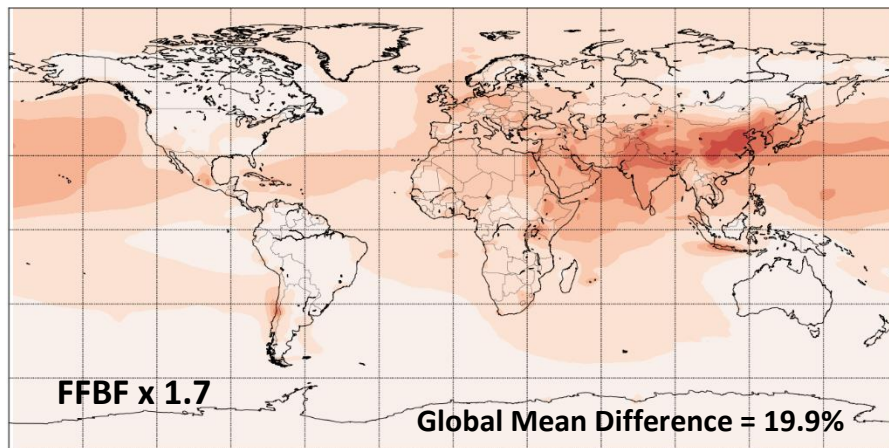 FFBF x 1.7
Global Mean Difference = 19.9%